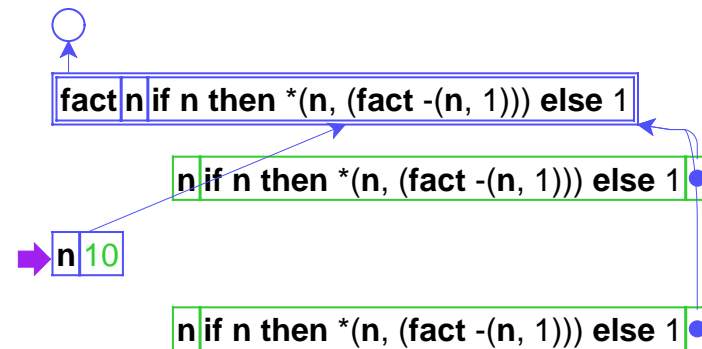 fact n if n then *(n, (fact -(n, 1))) else 1
n if n then *(n, (fact -(n, 1))) else 1
n 10
n if n then *(n, (fact -(n, 1))) else 1